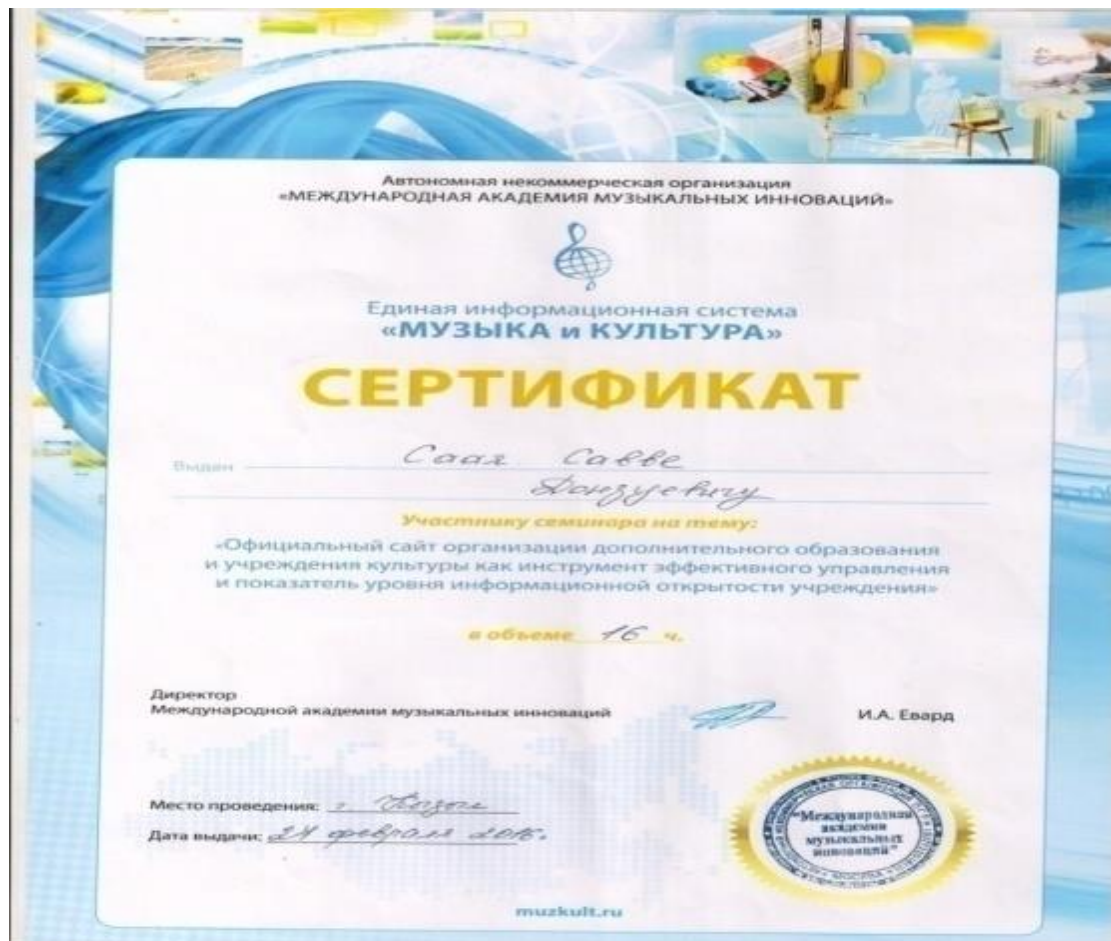 Автономная некоммерческая организация
«МЕЖДУНАРОДНАЯ АКАДЕМИЯ МУЗЫКАЛЬНЫХ ИННОВАЦИЙ»
Единая информационная система
«МУЗЫКА и КУЛЬТУРА»
СЕРТИФИКАТ
Выдан Саая Савве
Донгуевичу
Участнику семинара на тему:
«Официальный сайт организации дополнительного образования
и учреждения культуры как инструмент эффективного управления
и показатель уровня информационной открытости учреждения»
в объеме 16 ч.
Директор
Международной академии музыкальных инноваций
И.А. Евард
Место проведения: г. Кызыл
Дата выдачи: 24 февраля
"Международная
академия
музыкальных
инноваций"
МОСКВА
muzkult.ru